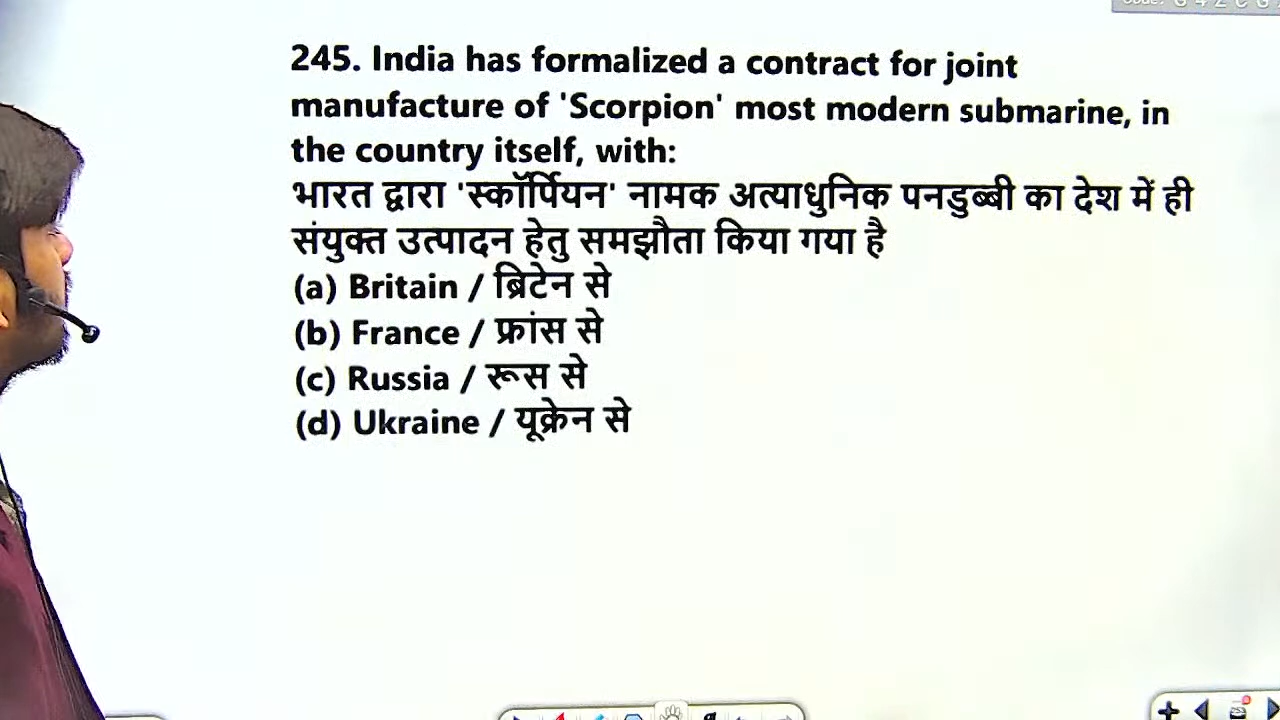 245. India has formalized a contract for joint
manufacture of 'Scorpion' most modern submarine, in
the country itself, with:
भारत द्वारा 'स्कॉर्पियन' नामक अत्याधुनिक पनडुब्बी का देश में ही
संयुक्त उत्पादन हेतु समझौता किया गया है
(a) Britain / ब्रिटेन से
(b) France / फ्रांस से
(c) Russia / रूस से
(d) Ukraine / यूक्रेन से